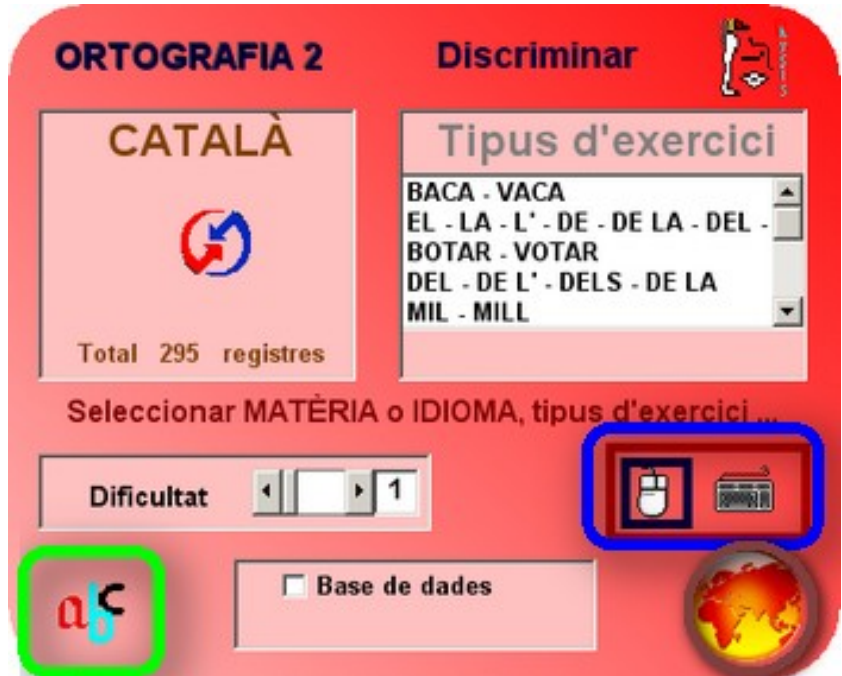 ORTOGRAFIA 2
Discriminar
CATALÀ
Total 295 registres
Tipus d'exercici
BACA - VACA
EL - LA - L' - DE - DE LA - DEL -
BOTAR - VOTAR
DEL - DE L' - DELS - DE LA
MIL - MILL
Seleccionar MATÈRIA o IDIOMA, tipus d'exercici ...
Dificultat
1
abc
Base de dades